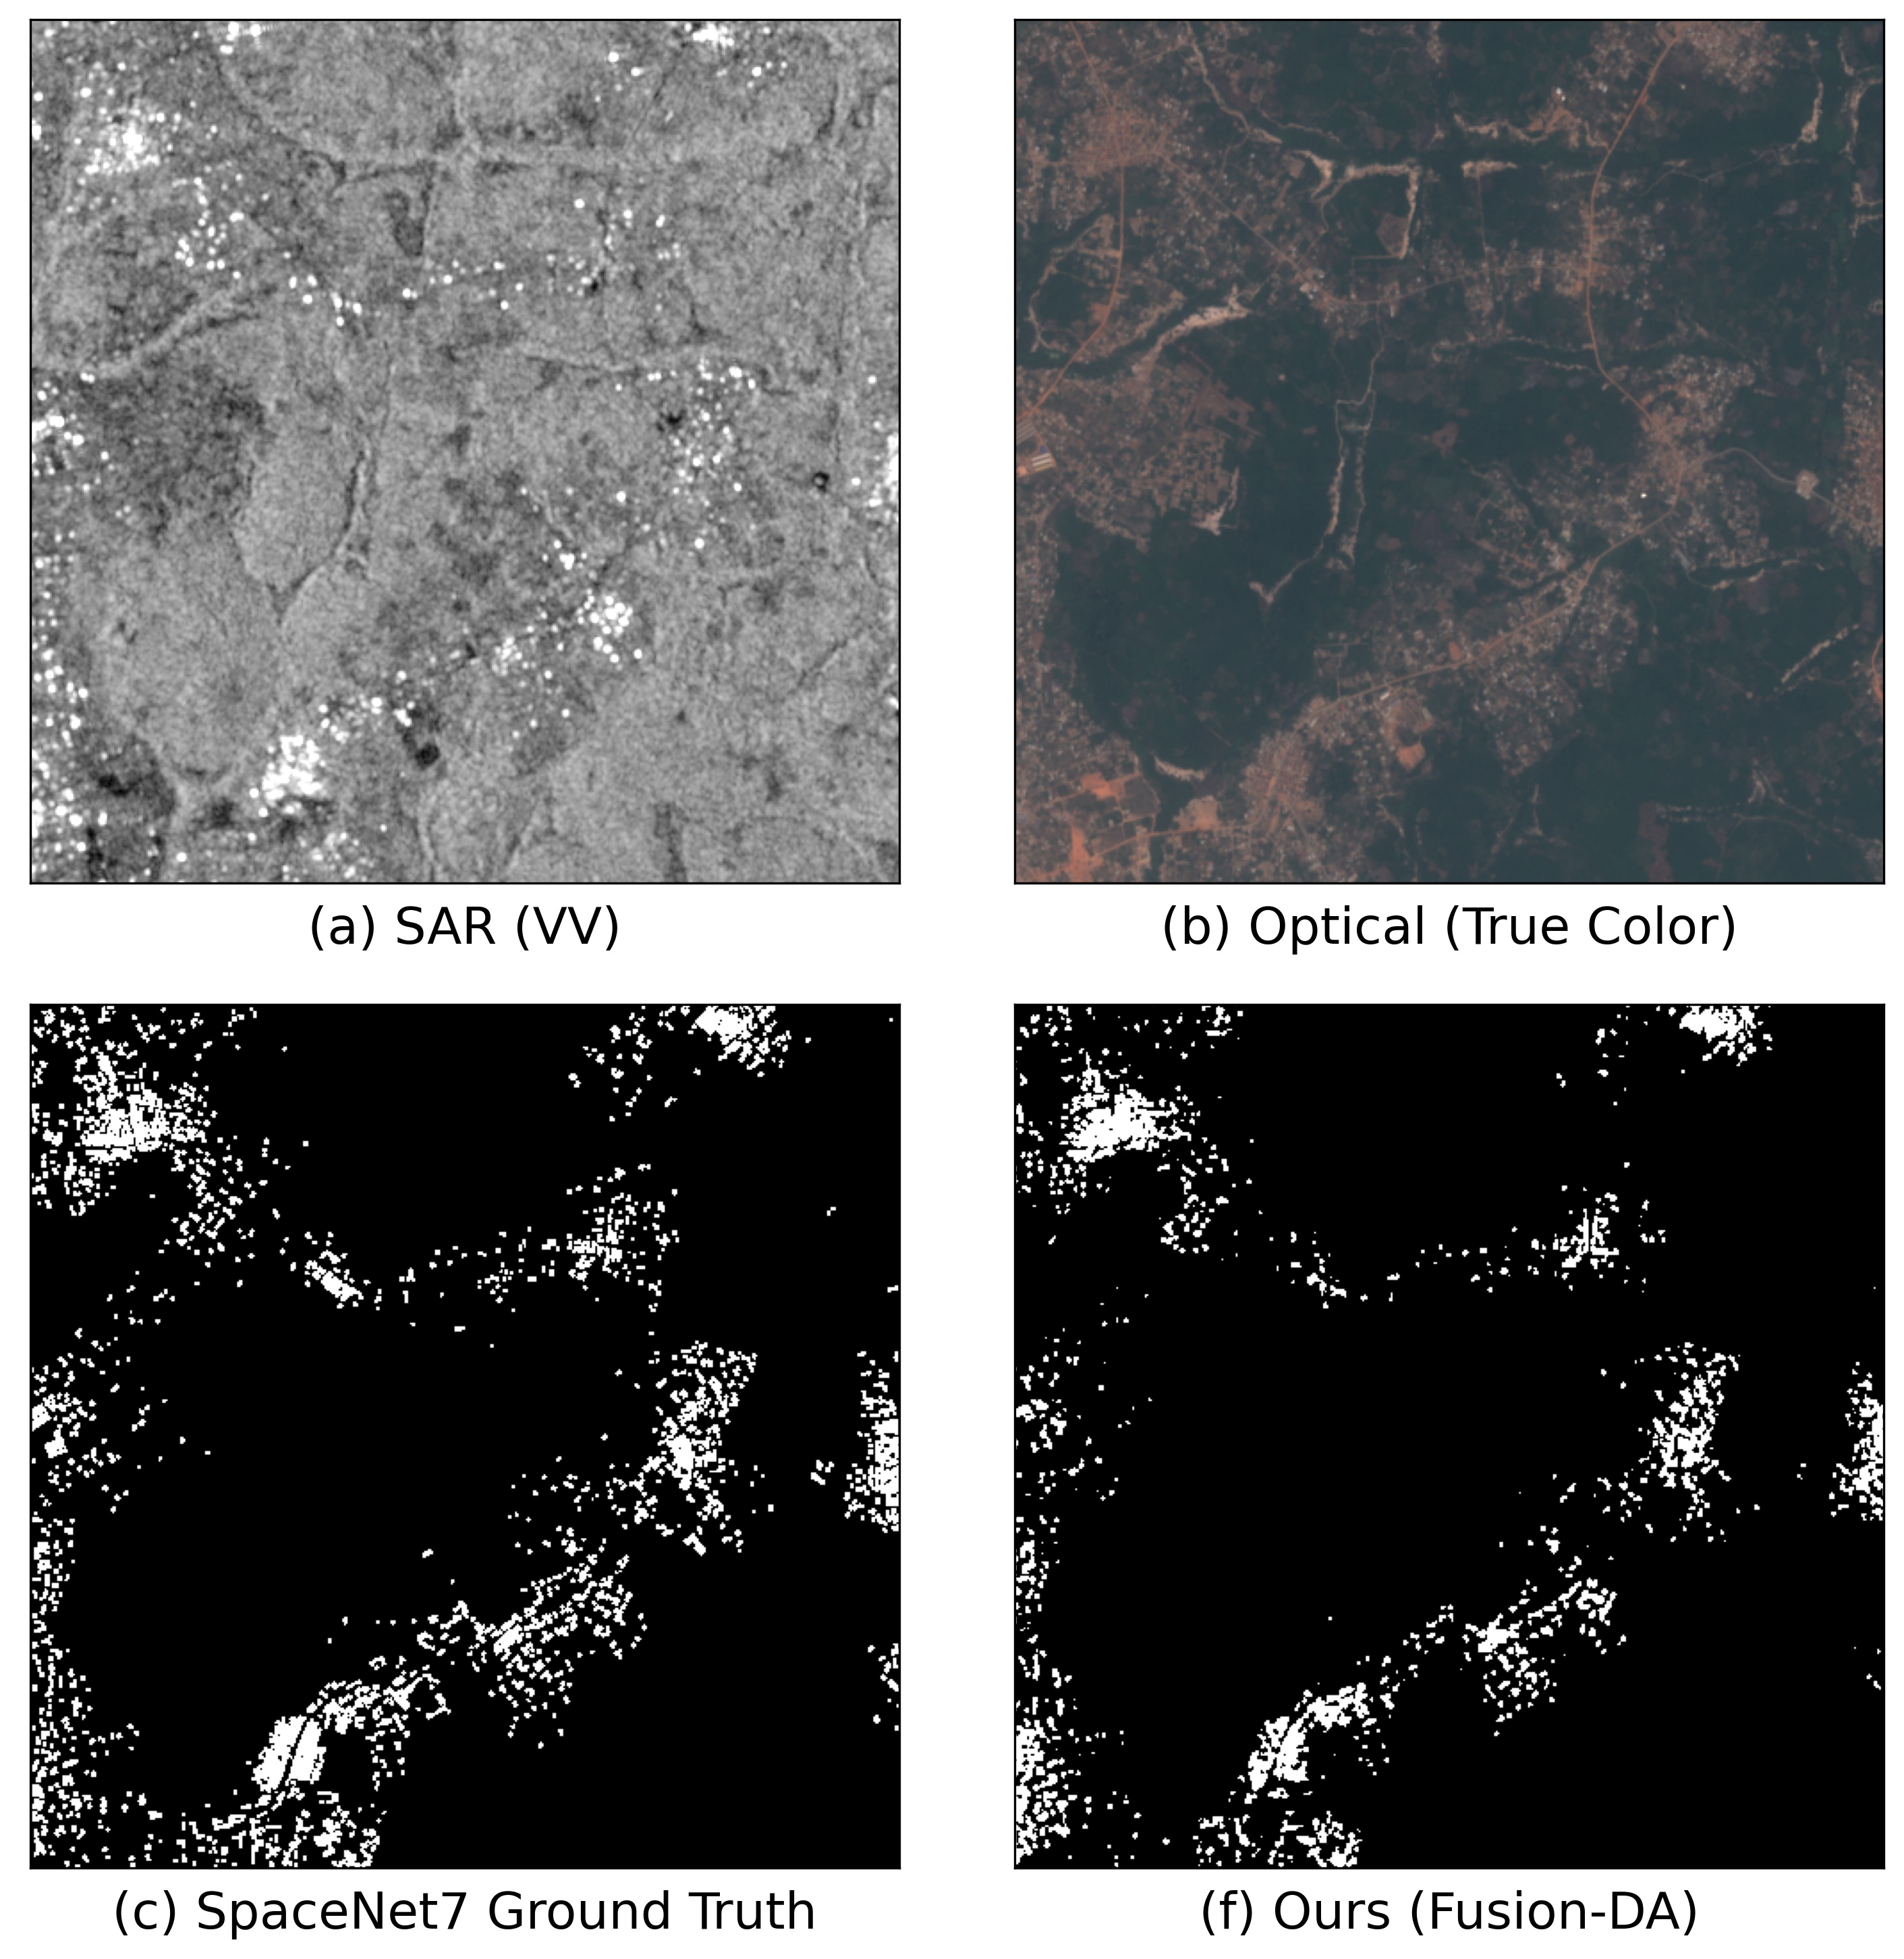 (a) SAR (VV)
(b) Optical (True Color)
(c) SpaceNet7 Ground Truth
(f) Ours (Fusion-DA)